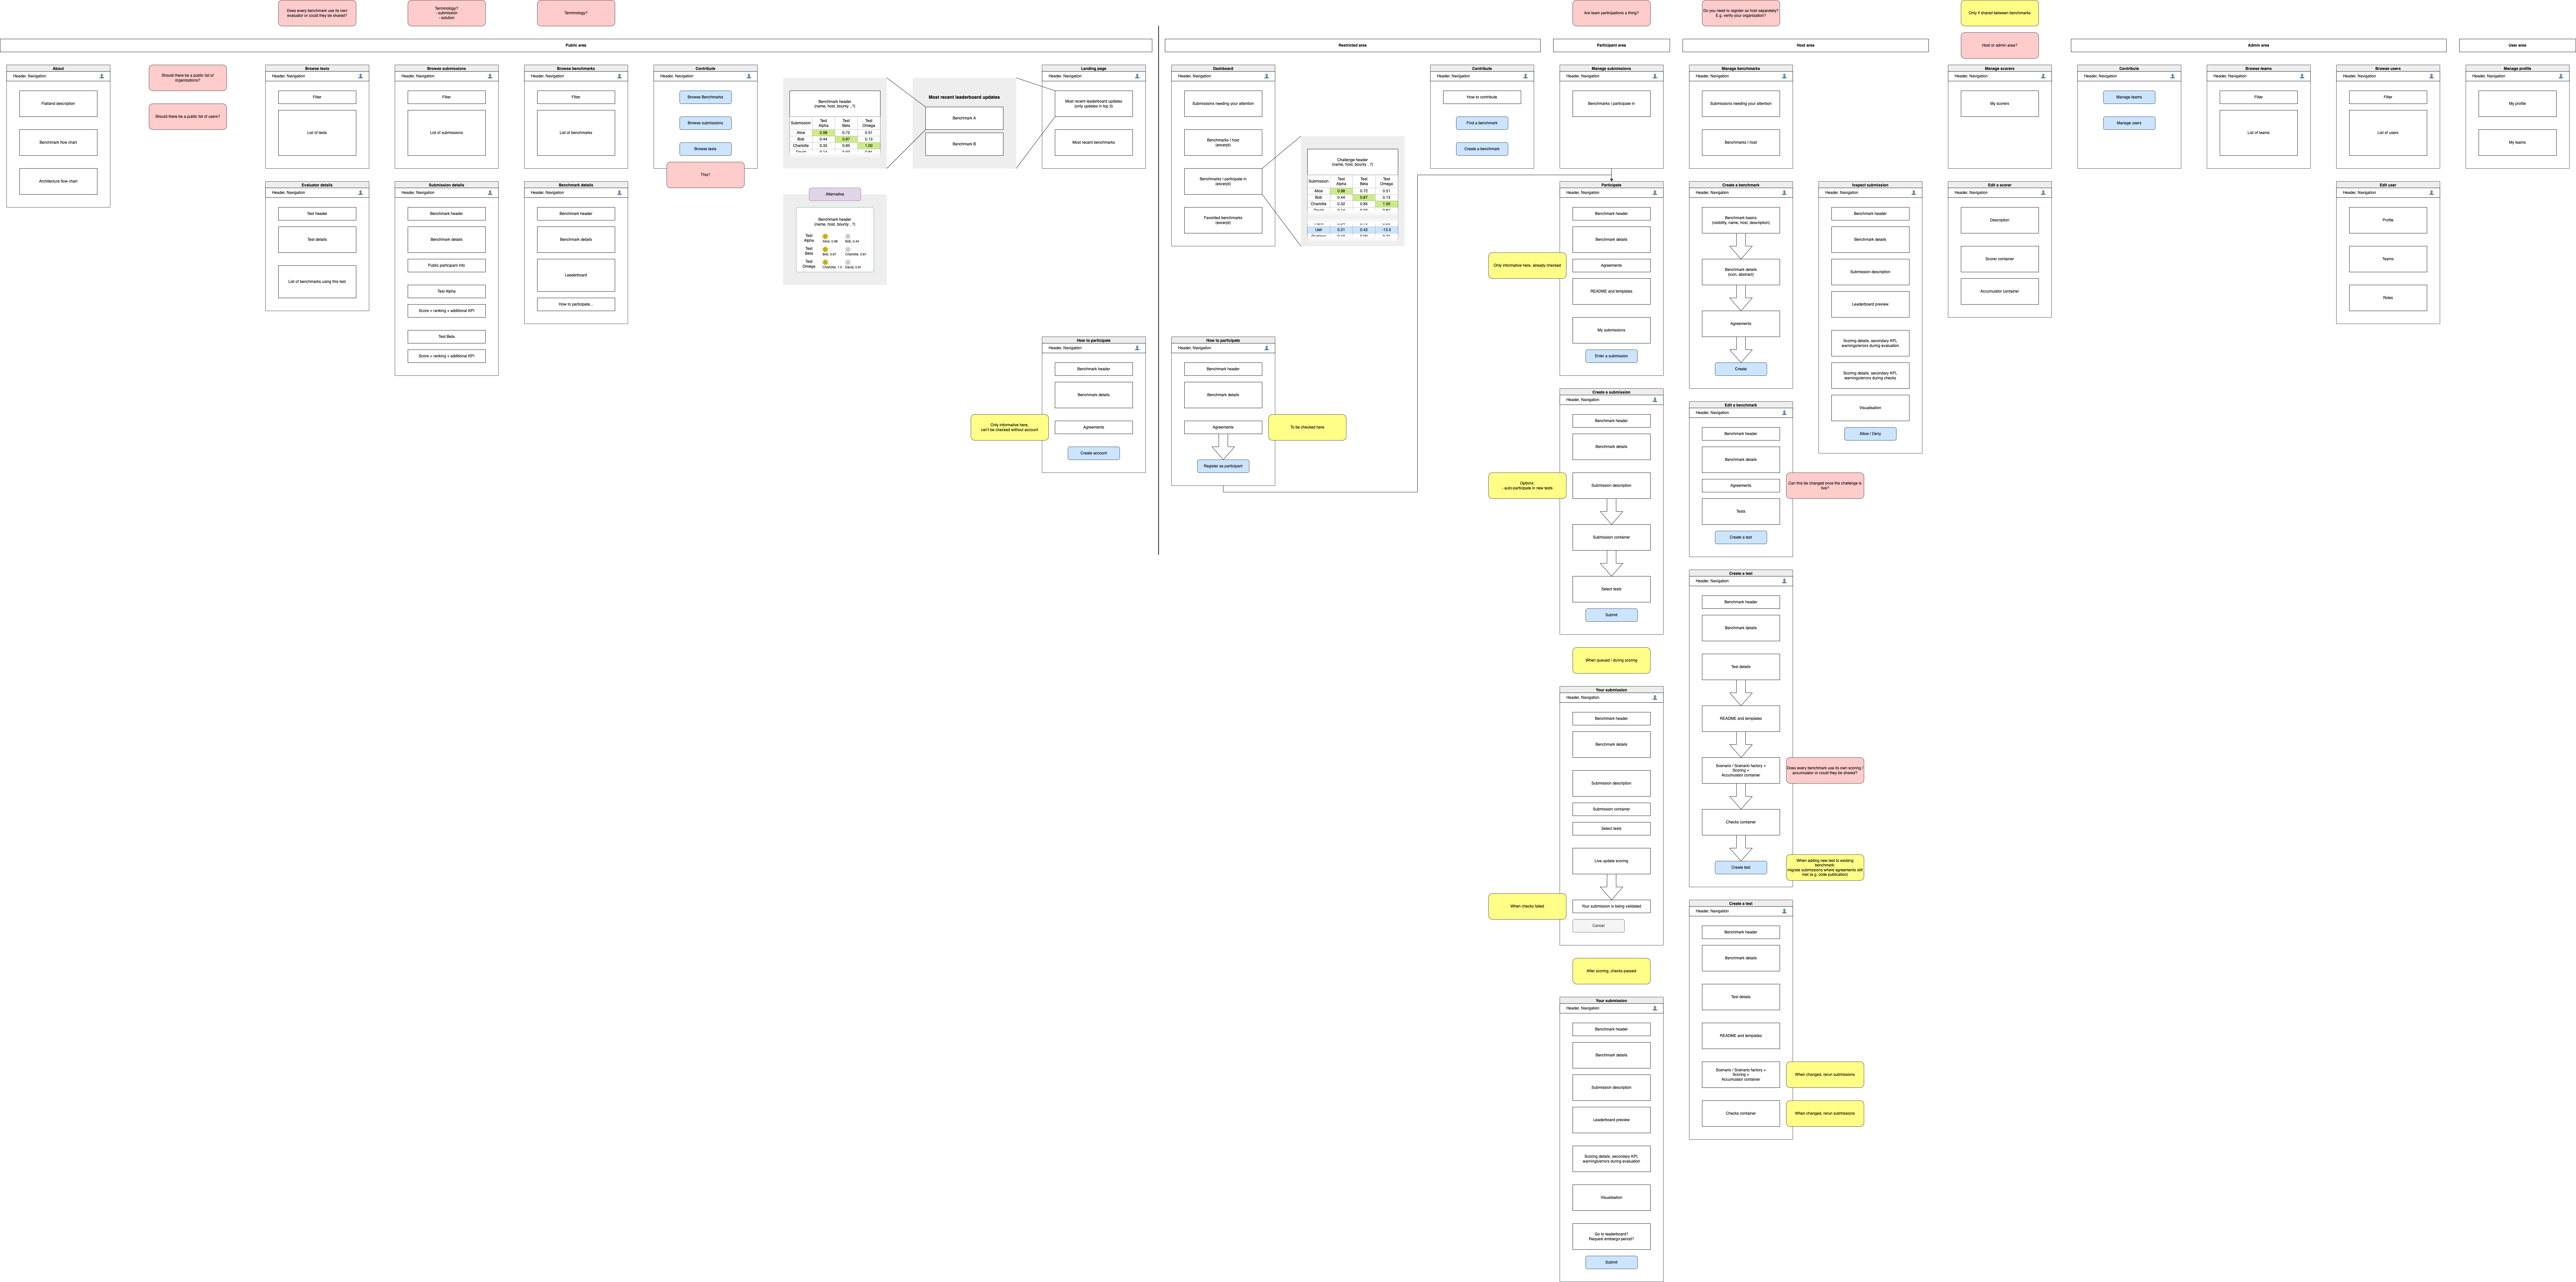 Does every benchmark use its own
evaluator or could they be shared?
Terminology?
- submission
- solution
Terminology?
Are team participations a thing?
Do you need to register as host separately?
E.g. verify your organization?
Only if shared between benchmarks
Public area
Restricted area
Participant area
Host area
Host or admin area?
Admin area
User area
About
Header, Navigation
Flatland description
Benchmark flow chart
Architecture flow chart
Should there be a public list of
organizations?
Should there be a public list of users?
Browse tests
Header, Navigation
Filter
List of tests
Evaluator details
Header, Navigation
Test header
Test details
List of benchmarks using this test
Browse submissions
Header, Navigation
Filter
List of submissions
Submission details
Header, Navigation
Benchmark header
Benchmark details
Public participant info
Test Alpha
Score + ranking + additional KPI
Test Beta
Score + ranking + additional KPI
Browse benchmarks
Header, Navigation
Filter
List of benchmarks
Benchmark details
Header, Navigation
Benchmark header
Benchmark details
Leaderboard
How to participate...
Contribute
Header, Navigation
Browse Benchmarks
Browse submissions
Browse tests
This?
Benchmark header
(name, host, bounty ..?)
Submission Test Alpha Test Beta Test Omega
Alice 0.98 0.72 0.51
Bob 0.44 0.87 0.13
Charlotte 0.32 0.85 1.00
Alternative
Benchmark header
(name, host, bounty ..?)
Test Alpha Alice, 0.98 Bob, 0.44
Test Beta Bob, 0.87 Charlotte, 0.87
Test Omega Charlotte, 1.0 David, 0.81
Most recent leaderboard updates
Benchmark A
Benchmark B
Landing page
Header, Navigation
Most recent leaderboard updates
(only updates in top 3)
Most recent benchmarks
How to participate
Header, Navigation
Benchmark header
Benchmark details
Only informative here,
can't be checked without account
Agreements
Create account
Dashboard
Header, Navigation
Submissions needing your attention
Benchmarks I host
(excerpt)
Benchmarks I participate in
(excerpt)
Favorited benchmarks
(excerpt)
Challenge header
(name, host, bounty ..?)
Submission Test Alpha Test Beta Test Omega
Alice 0.98 0.72 0.51
Bob 0.44 0.87 0.13
Charlotte 0.32 0.85 1.00
Ueli 0.31 0.42 -13.5
How to participate
Header, Navigation
Benchmark header
Benchmark details
Agreements
To be checked here
Register as participant
Contribute
Header, Navigation
How to contribute
Find a benchmark
Create a benchmark
Manage submissions
Header, Navigation
Benchmarks I participate in
Participate
Header, Navigation
Benchmark header
Benchmark details
Only informative here, already checked
Agreements
README and templates
My submissions
Enter a submission
Create a submission
Header, Navigation
Benchmark header
Benchmark details
Options:
- auto-participate in new tests
Submission description
Submission container
Select tests
Submit
When queued / during scoring
Your submission
Header, Navigation
Benchmark header
Benchmark details
Submission description
Submission container
Select tests
Live update scoring
When checks failed
Your submission is being validated
Cancel
After scoring, checks passed
Your submission
Header, Navigation
Benchmark header
Benchmark details
Submission description
Leaderboard preview
Scoring details, secondary KPI,
warnings/errors during evaluation
Visualisation
Go to leaderboard?
Request embargo period?
Submit
Manage benchmarks
Header, Navigation
Submissions needing your attention
Benchmarks I host
Create a benchmark
Header, Navigation
Benchmark basics
(visibility, name, host, description)
Benchmark details
(icon, abstract)
Agreements
Create
Edit a benchmark
Header, Navigation
Benchmark header
Benchmark details
Agreements
Can this be changed once the challenge is
live?
Tests
Create a test
Create a test
Header, Navigation
Benchmark header
Benchmark details
Test details
README and templates
Scenario / Scenario factory +
Scoring +
Accumulator container
Does every benchmark use its own scoring /
accumulator or could they be shared?
Checks container
Create test
When adding new test to existing
benchmark:
migrate submissions where agreements still
met (e.g. code publication)
Create a test
Header, Navigation
Benchmark header
Benchmark details
Test details
README and templates
Scenario / Scenario factory +
Scoring +
Accumulator container
When changed, rerun submissions
Checks container
When changed, rerun submissions
Inspect submission
Header, Navigation
Benchmark header
Benchmark details
Submission description
Leaderboard preview
Scoring details, secondary KPI,
warnings/errors during evaluation
Scoring details, secondary KPI,
warnings/errors during checks
Visualisation
Allow / Deny
Manage scorers
Header, Navigation
My scorers
Edit a scorer
Header, Navigation
Description
Scorer container
Accumulator container
Contribute
Header, Navigation
Manage teams
Manage users
Browse teams
Header, Navigation
Filter
List of teams
Browse users
Header, Navigation
Filter
List of users
Edit user
Header, Navigation
Profile
Teams
Roles
Manage profile
Header, Navigation
My profile
My teams